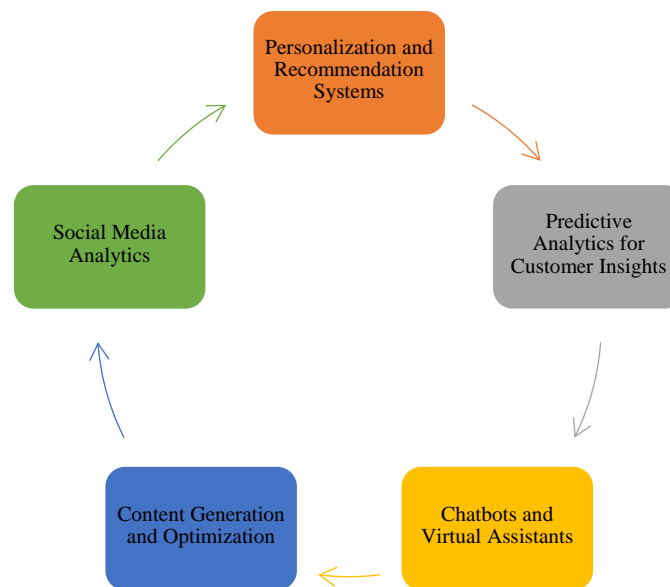 Personalization and
Recommendation
Systems
Predictive
Analytics for
Customer Insights
Chatbots and
Virtual Assistants
Content Generation
and Optimization
Social Media
Analytics